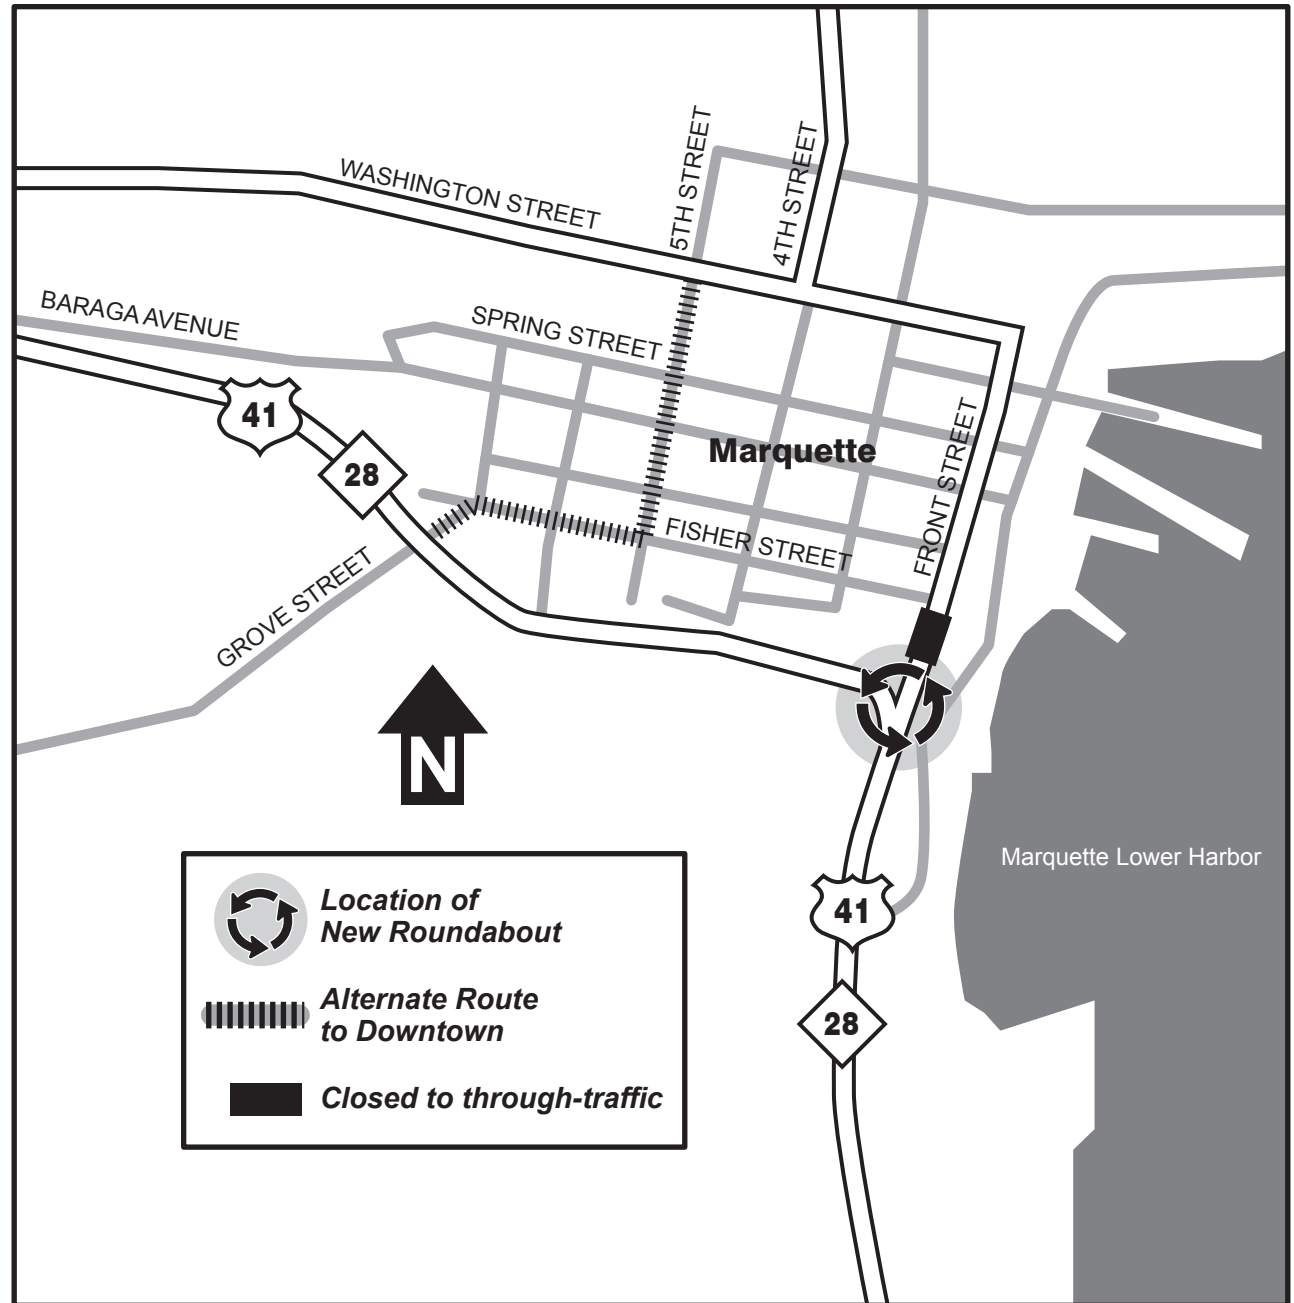 WASHINGTON STREET
5TH STREET
4TH STREET
BARAGA AVENUE
SPRING STREET
41
28
Marquette
FRONT STREET
FISHER STREET
GROVE STREET
N
Marquette Lower Harbor
41
28
Location of
New Roundabout
Alternate Route
to Downtown
Closed to through-traffic